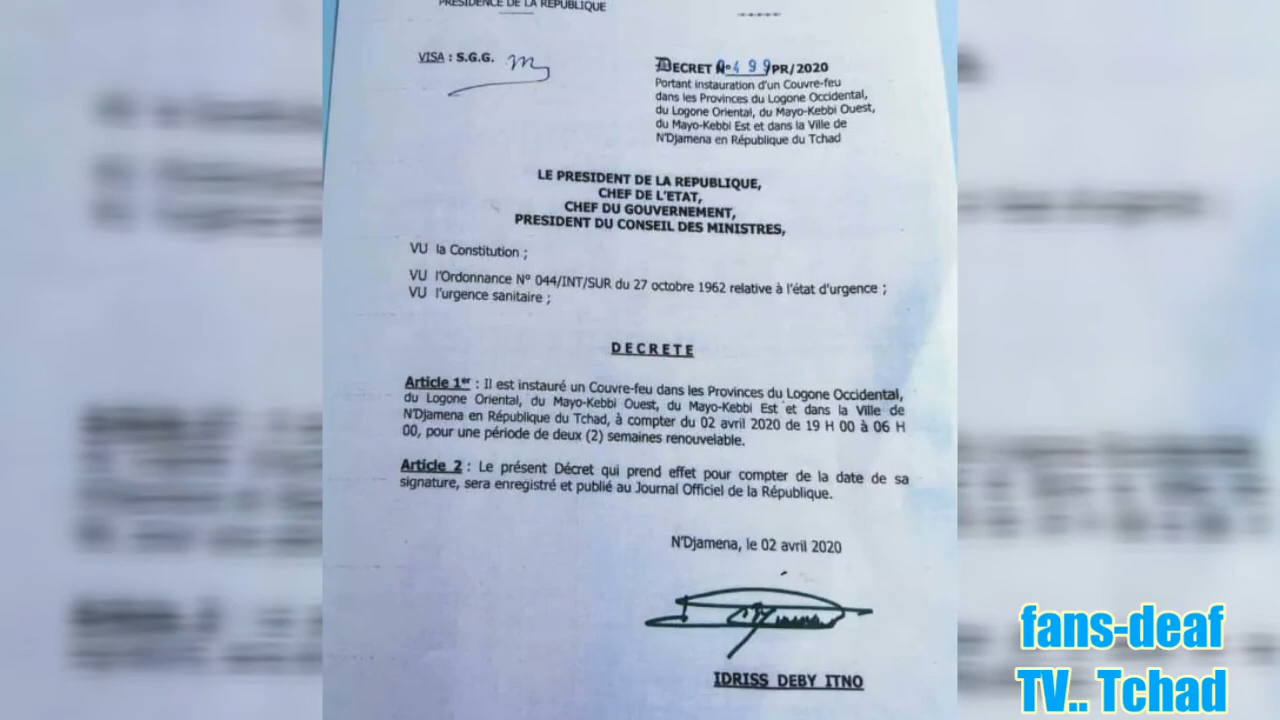 PRESIDENCE DE LA REPUBLIQUE
VISA : S.G.G.
DECRET N° 499 PR/2020
Portant instauration d'un Couvre-feu
dans les Provinces du Logone Occidental,
du Logone Oriental, du Mayo-Kebbi Ouest,
du Mayo-Kebbi Est et dans la Ville de
N'Djamena en République du Tchad
LE PRESIDENT DE LA REPUBLIQUE,
CHEF DE L'ETAT,
CHEF DU GOUVERNEMENT,
PRESIDENT DU CONSEIL DES MINISTRES,
VU la Constitution ;
VU l'Ordonnance N° 044/INT/SUR du 27 octobre 1962 relative à l'état d'urgence ;
VU l'urgence sanitaire ;
DECRETE
Article 1er : Il est instauré un Couvre-feu dans les Provinces du Logone Occidental,
du Logone Oriental, du Mayo-Kebbi Ouest, du Mayo-Kebbi Est et dans la Ville de
N'Djamena en République du Tchad, à compter du 02 avril 2020 de 19 H 00 à 06 H
00, pour une période de deux (2) semaines renouvelable.
Article 2 : Le présent Décret qui prend effet pour compter de la date de sa
signature, sera enregistré et publié au Journal Officiel de la République.
N'Djamena, le 02 avril 2020
IDRISS DEBY ITNO
fans-deaf
TV.. Tchad